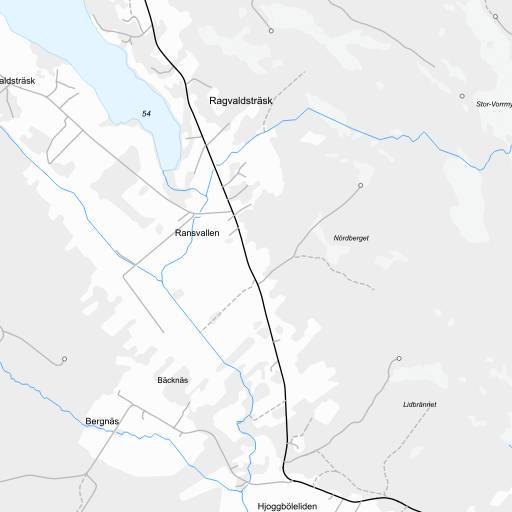 aldsträsk
Ragvaldsträsk
Stor-Vormy
54
Ransvallen
Nördberget
Bäcknäs
Lidbrännet
Bergnäs
Hjoggböleliden